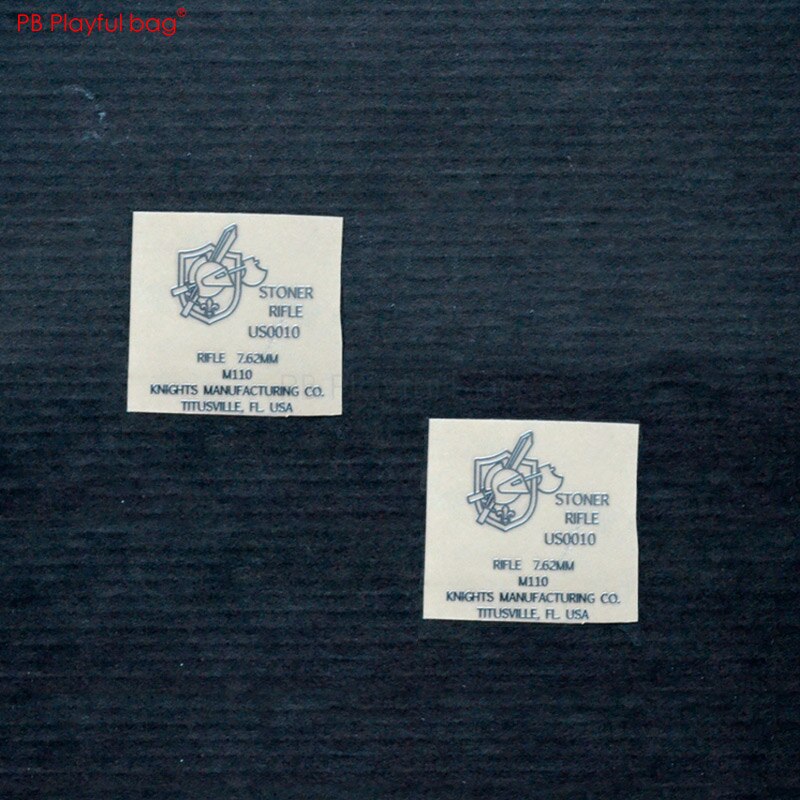 PB Playful bag®
STONER
RIFLE
US0010
RIFLE 7.62MM
M110
KNIGHTS MANUFACTURING CO.
TITUSVILLE, FL. USA
STONER
RIFLE
US0010
RIFLE 7.62MM
M110
KNIGHTS MANUFACTURING CO.
TITUSVILLE, FL. USA